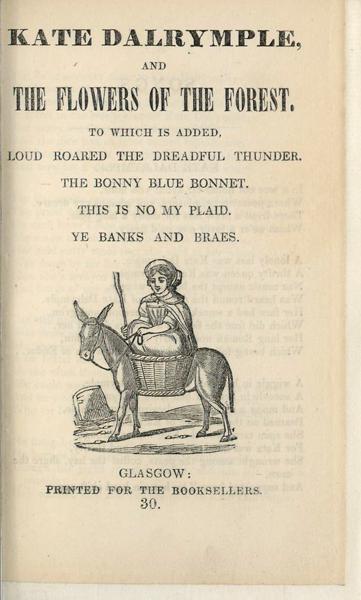 KATE DALRYMPLE,
AND
THE FLOWERS OF THE FOREST.
TO WHICH IS ADDED,
LOUD ROARED THE DREADFUL THUNDER.
THE BONNY BLUE BONNET.
THIS IS NO MY PLAID.
YE BANKS AND BRAES.
GLASGOW:
PRINTED FOR THE BOOKSELLERS.
30.